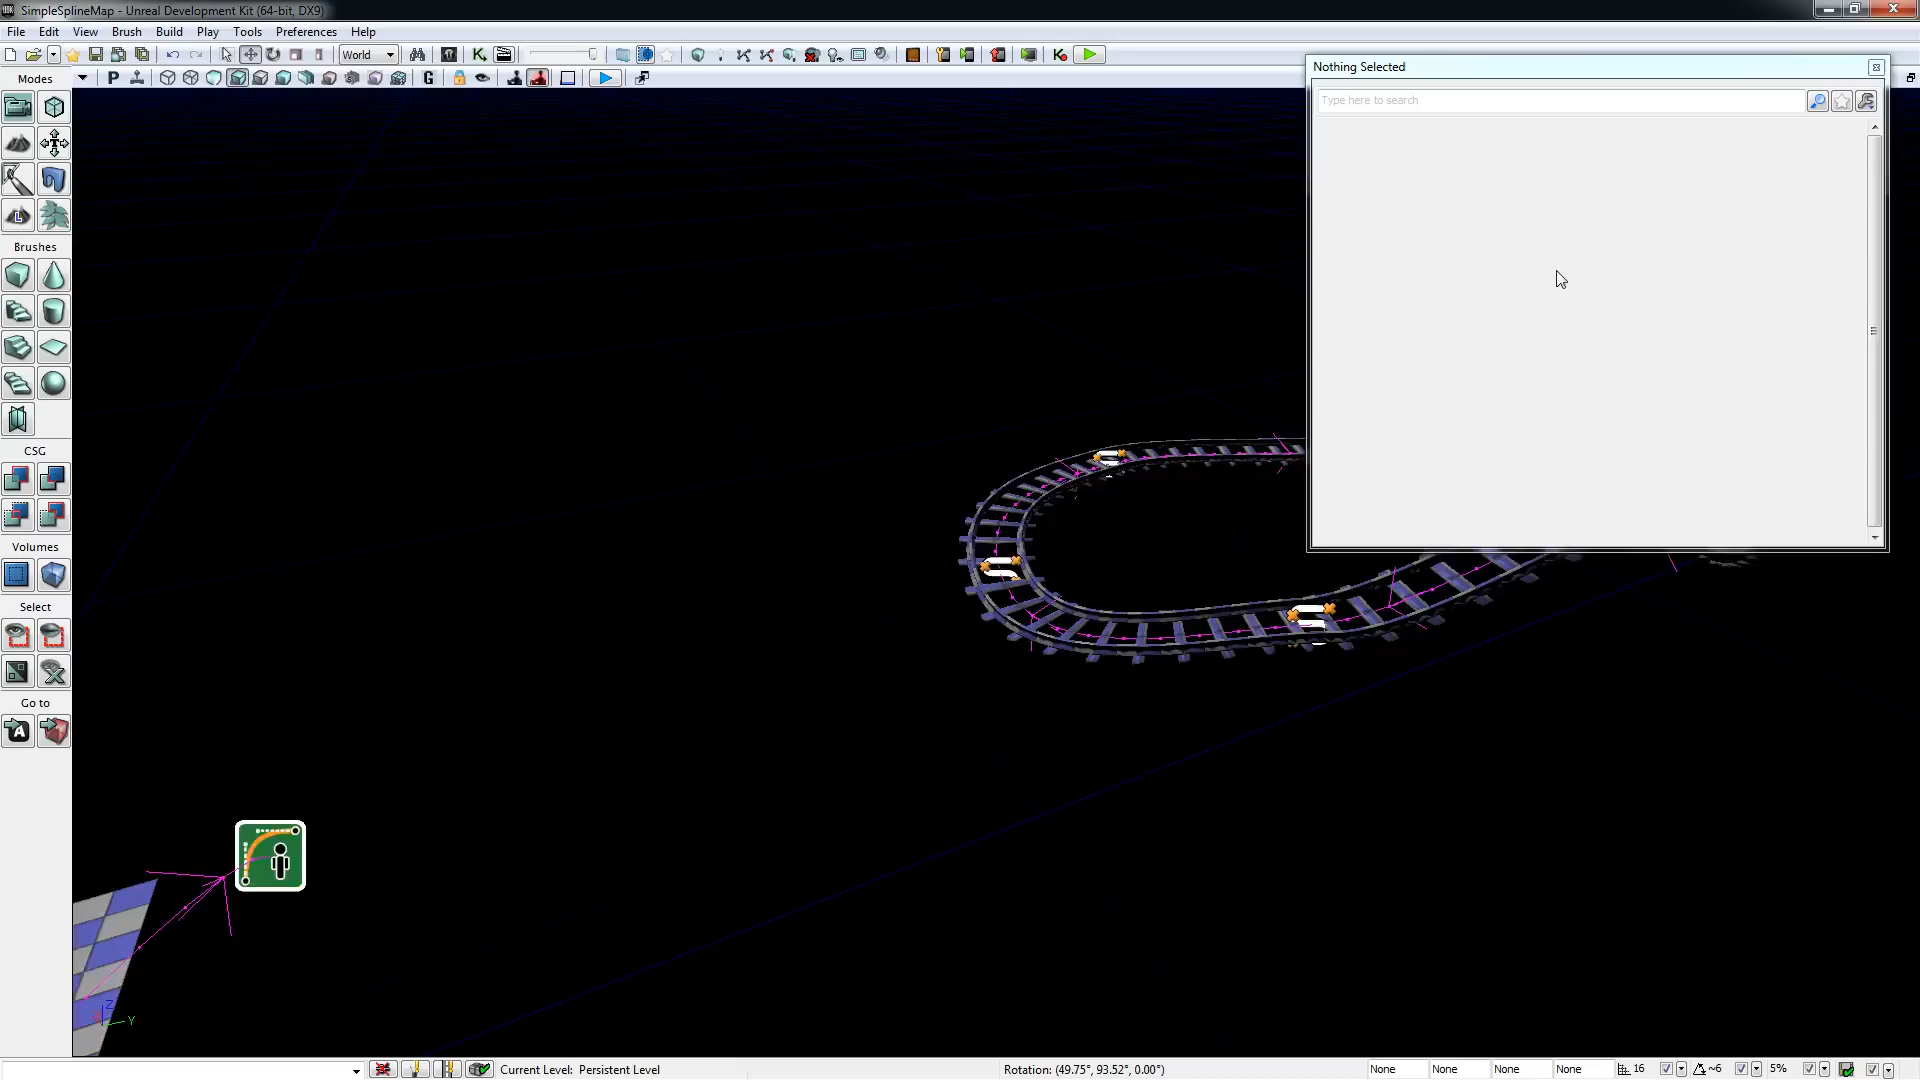 SimpleSplineMap - Unreal Development Kit (64-bit, DX9)
File Edit View Brush Build Play Tools Preferences Help
World
Modes P G
Nothing Selected
Type here to search
L
Brushes
CSG
Volumes
Select
Go to
A
Z
Y
Current Level: Persistent Level Rotation: (49.75°, 93.52°, 0.00°) None None None None 16 ~6 5%